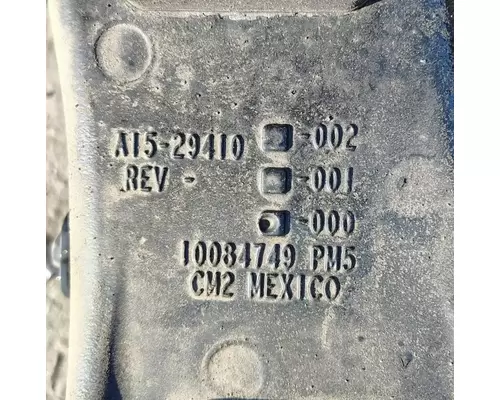 A15-29410 -002
REV - -001
-000
10084749 PM5
CM2 MEXICO